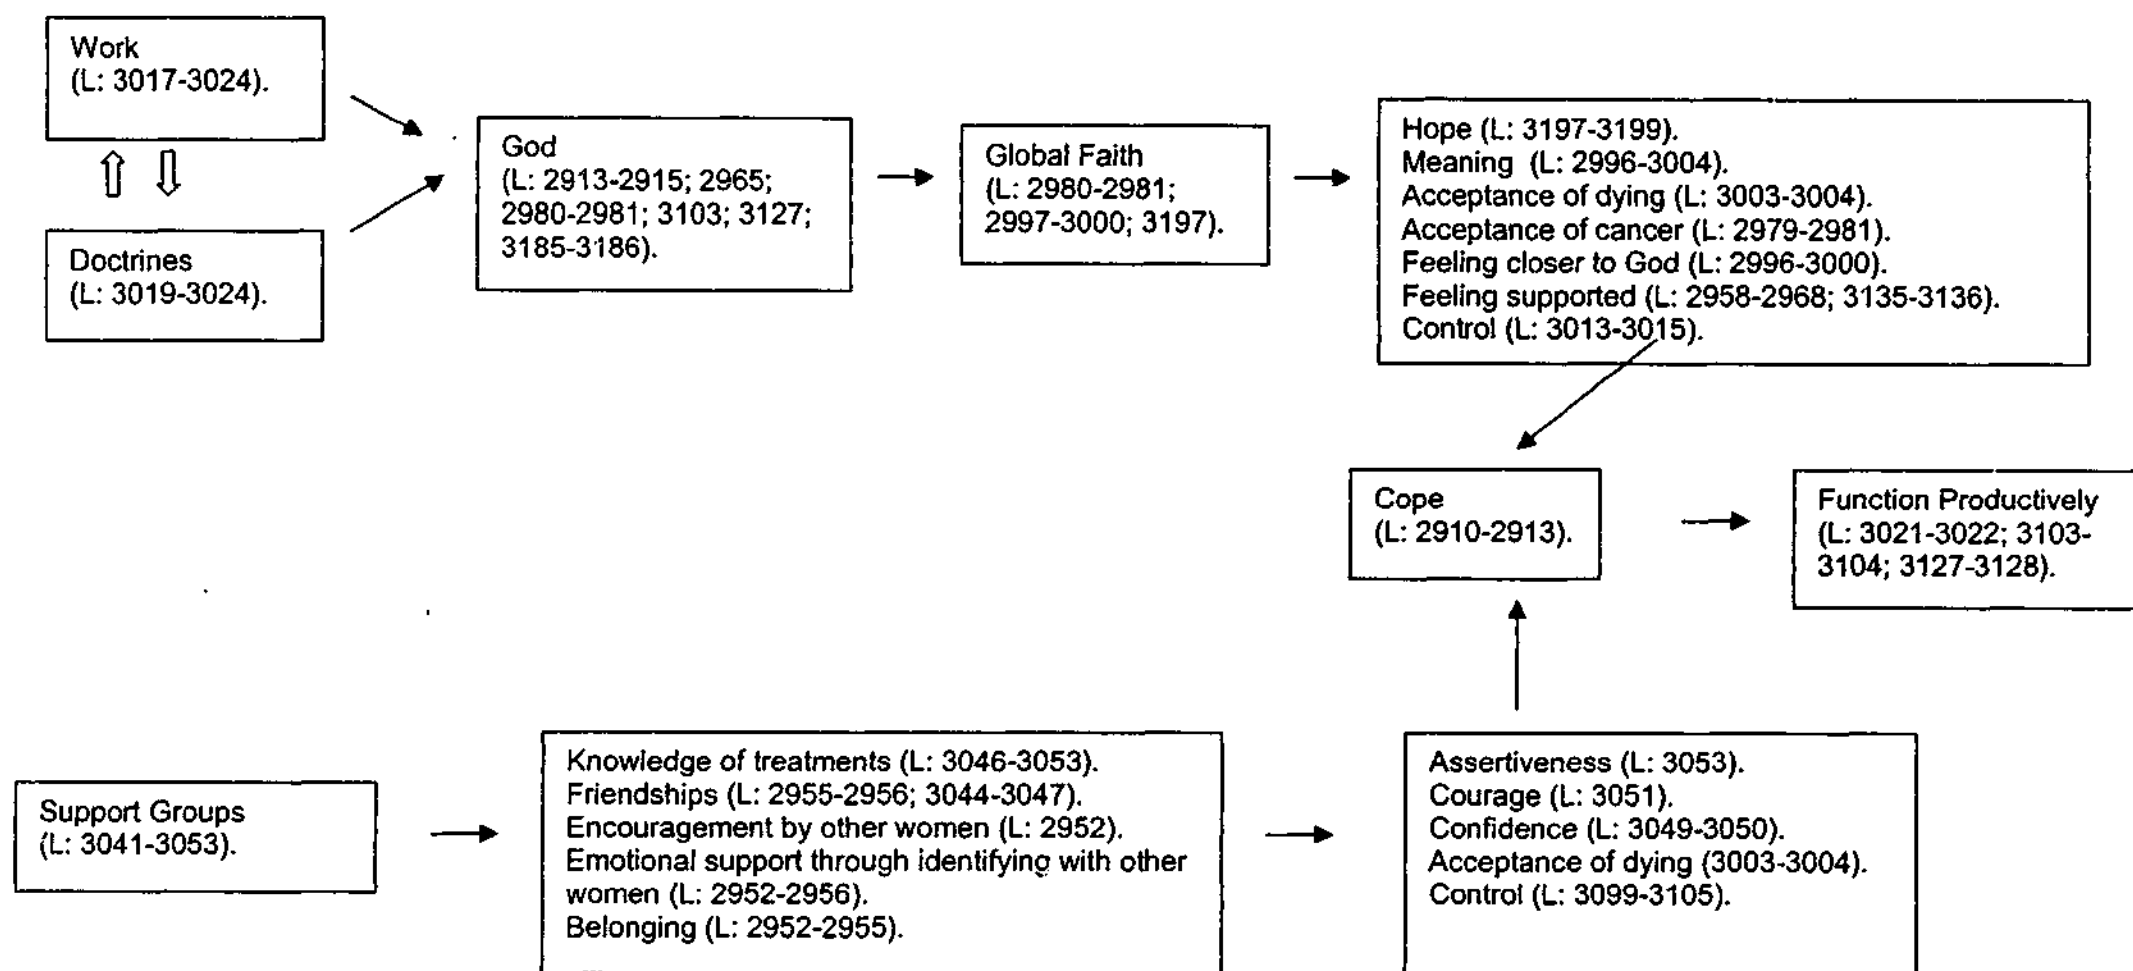 Work
(L: 3017-3024).
Doctrines
(L: 3019-3024).
God
(L: 2913-2915; 2965;
2980-2981; 3103; 3127;
3185-3186).
Global Faith
(L: 2980-2981;
2997-3000; 3197).
Hope (L: 3197-3199).
Meaning (L: 2996-3004).
Acceptance of dying (L: 3003-3004).
Acceptance of cancer (L: 2979-2981).
Feeling closer to God (L: 2996-3000).
Feeling supported (L: 2958-2968; 3135-3136).
Control (L: 3013-3015).
Cope
(L: 2910-2913).
Function Productively
(L: 3021-3022; 3103-
3104; 3127-3128).
Support Groups
(L: 3041-3053).
Knowledge of treatments (L: 3046-3053).
Friendships (L: 2955-2956; 3044-3047).
Encouragement by other women (L: 2952).
Emotional support through identifying with other
women (L: 2952-2956).
Belonging (L: 2952-2955).
Assertiveness (L: 3053).
Courage (L: 3051).
Confidence (L: 3049-3050).
Acceptance of dying (3003-3004).
Control (L: 3099-3105).